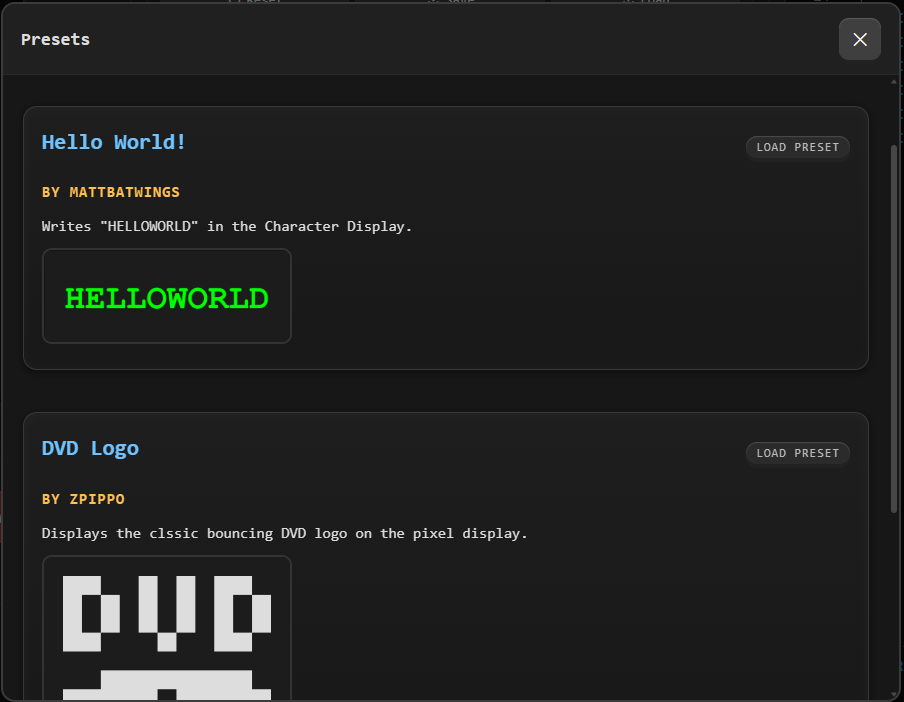 Presets
Hello World!
LOAD PRESET
BY MATTBATWINGS
Writes "HELLOWORLD" in the Character Display.
HELLOWORLD
DVD Logo
LOAD PRESET
BY ZPIPPO
Displays the clssic bouncing DVD logo on the pixel display.
DVD